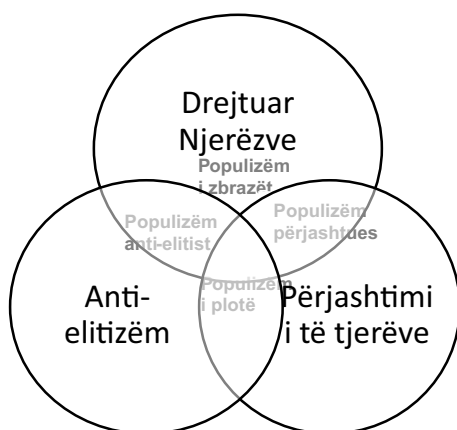 Drejtuar
Njerëzve
Populizëm
i zbrazët
Populizëm
anti-elitist
Populizëm
përjashtues
Populizëm
i plotë
Anti-
elitizëm
Përjashtimi
i të tjerëve